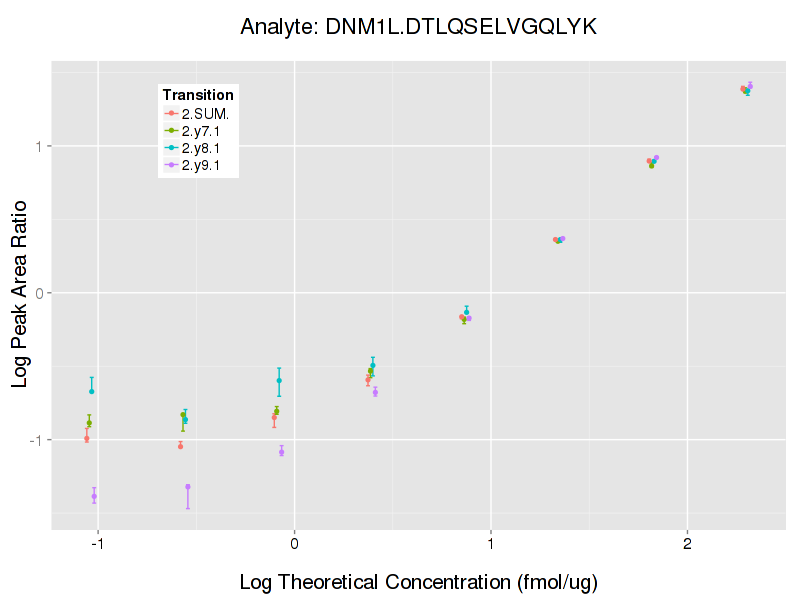 Analyte: DNM1L.DTLQSELVGQLYK
Log Peak Area Ratio
1
0
-1
Transition
2.SUM.
2.y7.1
2.y8.1
2.y9.1
-1 0 1 2
Log Theoretical Concentration (fmol/ug)